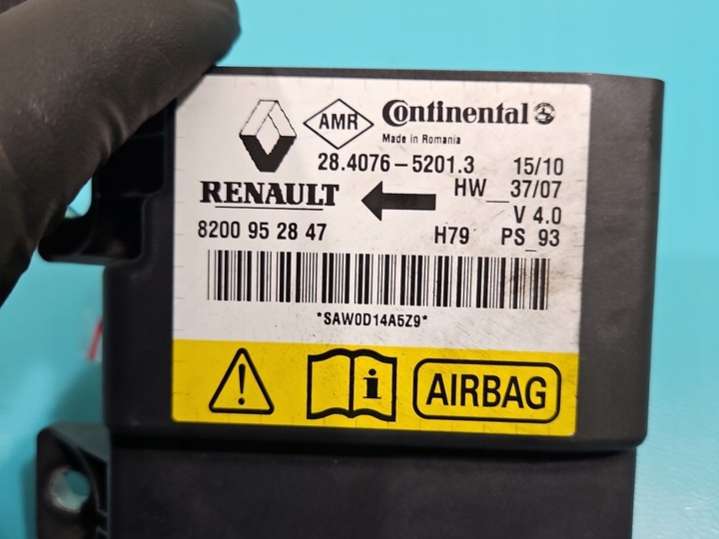 AMR Continental
Made in Romania
28.4076-5201.3 15/10
RENAULT HW__37/07
V 4.0
8200 95 28 47 H79 PS_93
*SAW0D14A5Z9*
i AIRBAG